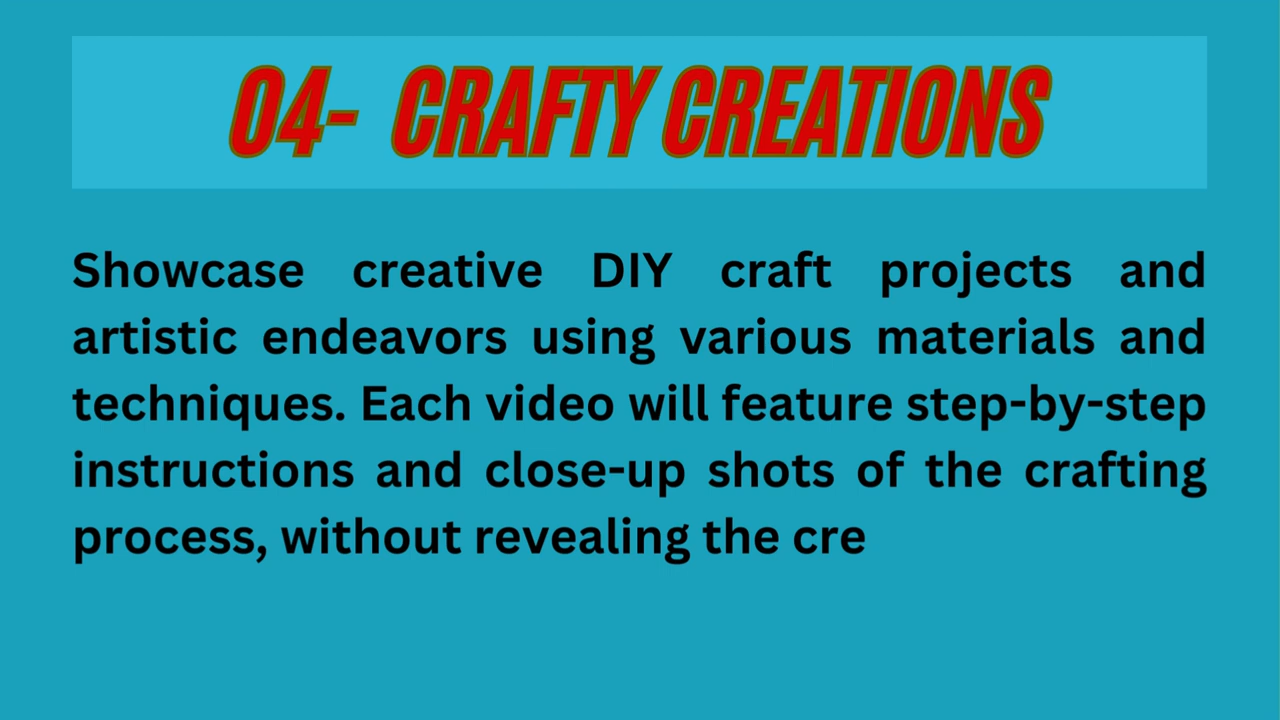 04- CRAFTY CREATIONS
Showcase creative DIY craft projects and
artistic endeavors using various materials and
techniques. Each video will feature step-by-step
instructions and close-up shots of the crafting
process, without revealing the cre